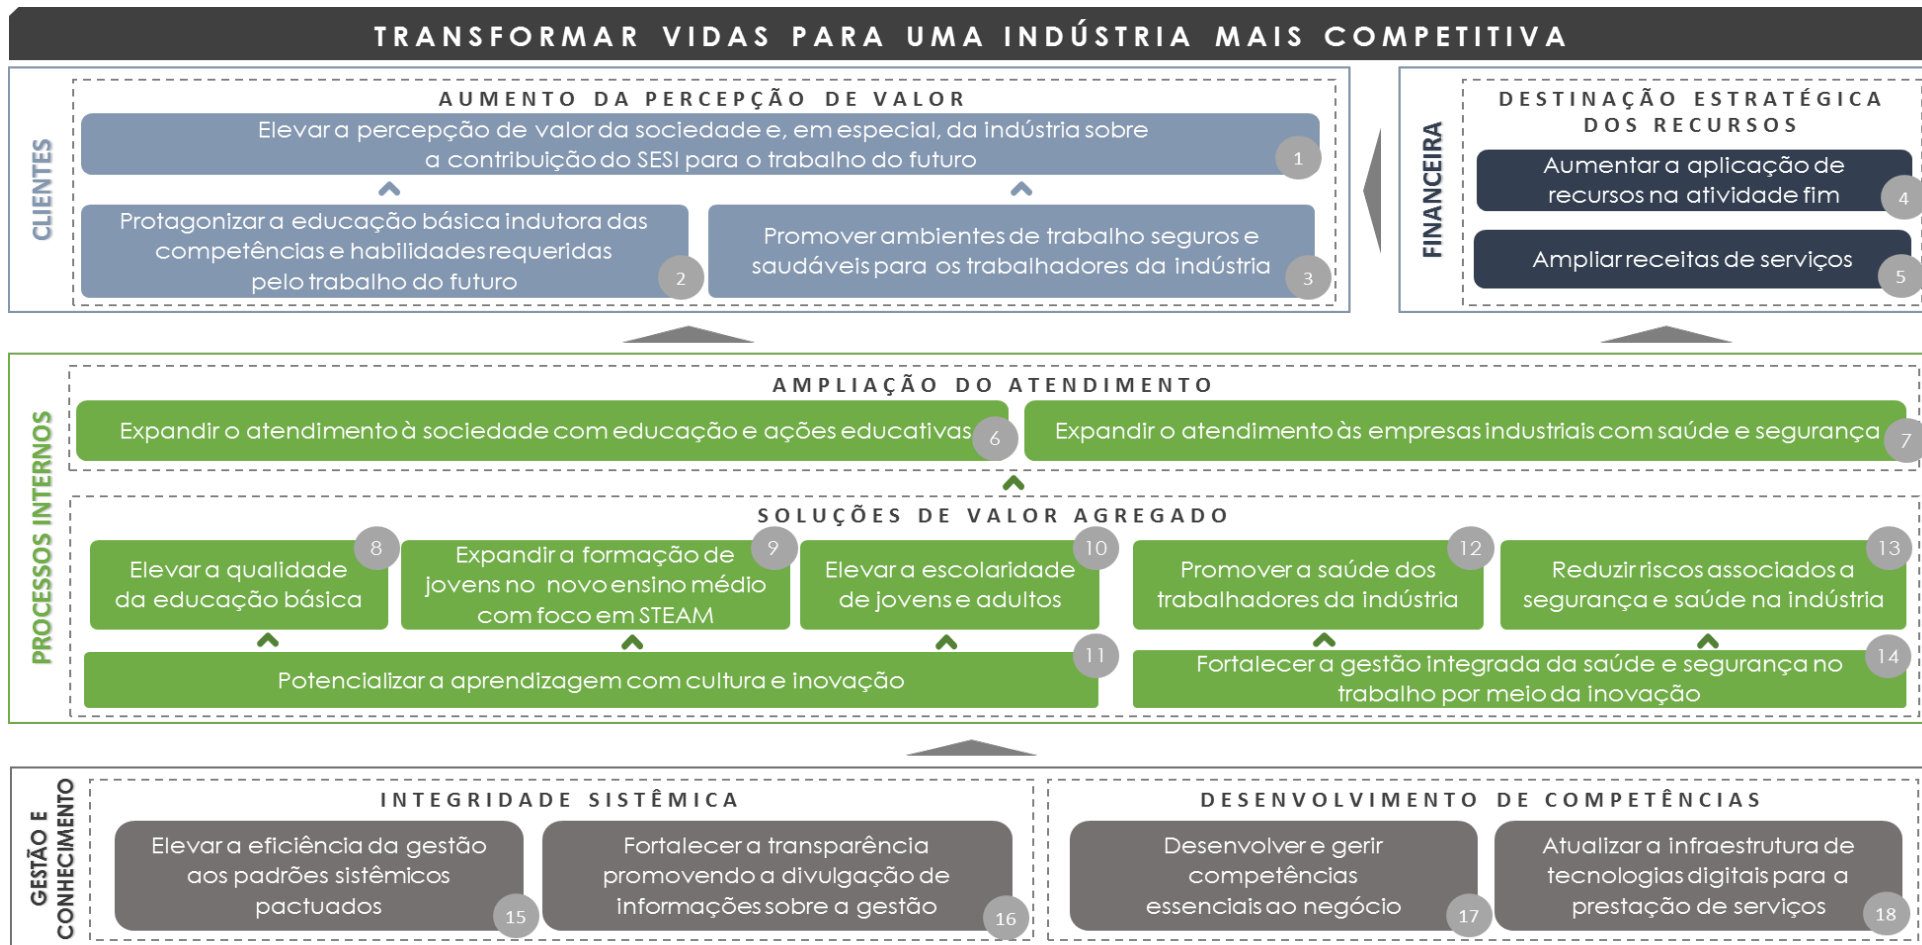 TRANSFORMAR VIDAS PARA UMA INDÚSTRIA MAIS COMPETITIVA
CLIENTES
AUMENTO DA PERCEPÇÃO DE VALOR
Elevar a percepção de valor da sociedade e, em especial, da indústria sobre
a contribuição do SESI para o trabalho do futuro
1
Protagonizar a educação básica indutora das
competências e habilidades requeridas
pelo trabalho do futuro
2
Promover ambientes de trabalho seguros e
saudáveis para os trabalhadores da indústria
3
FINANCEIRA
DESTINAÇÃO ESTRATÉGICA
DOS RECURSOS
Aumentar a aplicação de
recursos na atividade fim
4
Ampliar receitas de serviços
5
PROCESSOS INTERNOS
AMPLIAÇÃO DO ATENDIMENTO
Expandir o atendimento à sociedade com educação e ações educativas
6
Expandir o atendimento às empresas industriais com saúde e segurança
7
SOLUÇÕES DE VALOR AGREGADO
Elevar a qualidade
da educação básica
8
Expandir a formação de
jovens no novo ensino médio
com foco em STEAM
9
Elevar a escolaridade
de jovens e adultos
10
Promover a saúde dos
trabalhadores da indústria
12
Reduzir riscos associados a
segurança e saúde na indústria
13
Potencializar a aprendizagem com cultura e inovação
11
Fortalecer a gestão integrada da saúde e segurança no
trabalho por meio da inovação
14
GESTÃO E
CONHECIMENTO
INTEGRIDADE SISTÊMICA
Elevar a eficiência da gestão
aos padrões sistêmicos
pactuados
15
Fortalecer a transparência
promovendo a divulgação de
informações sobre a gestão
16
DESENVOLVIMENTO DE COMPETÊNCIAS
Desenvolver e gerir
competências
essenciais ao negócio
17
Atualizar a infraestrutura de
tecnologias digitais para a
prestação de serviços
18